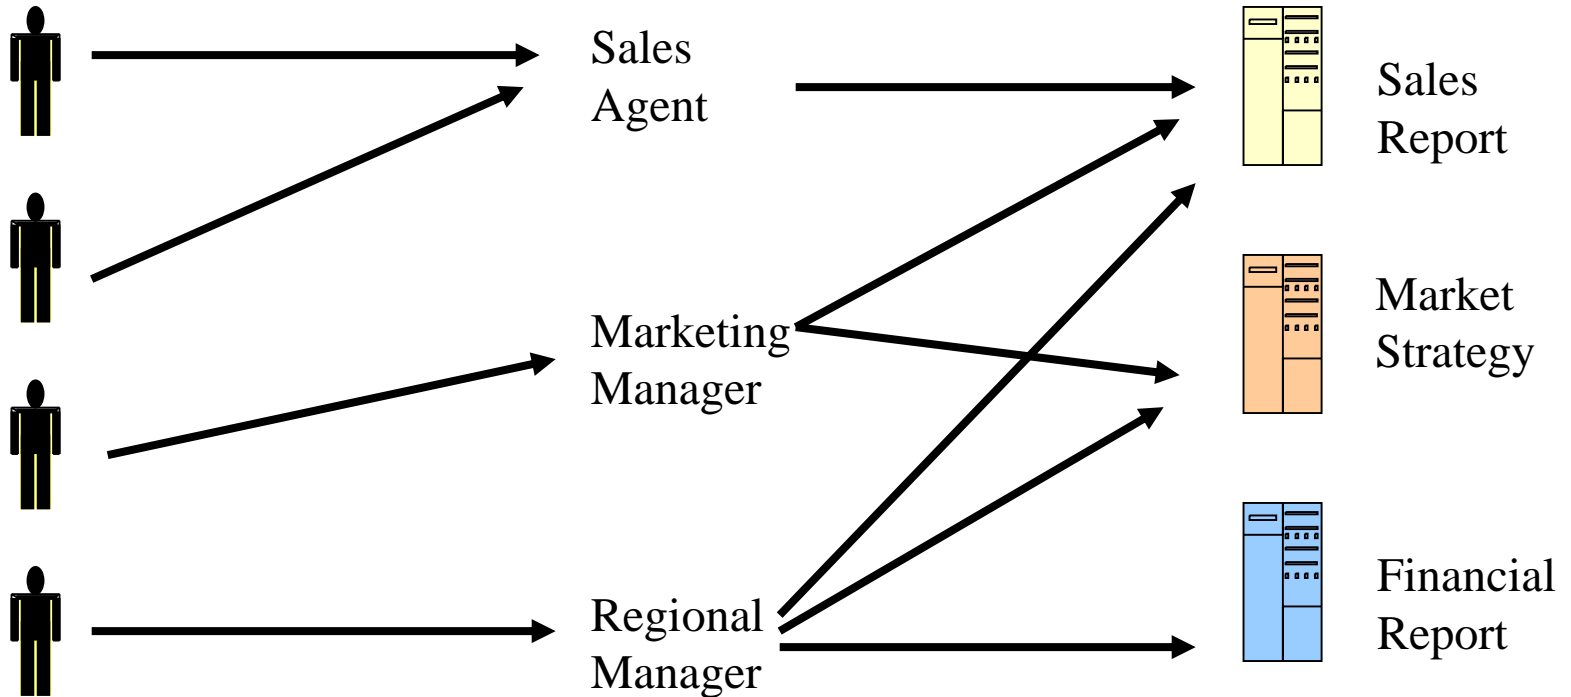 Sales
Agent
Sales
Report
Marketing
Manager
Market
Strategy
Regional
Manager
Financial
Report